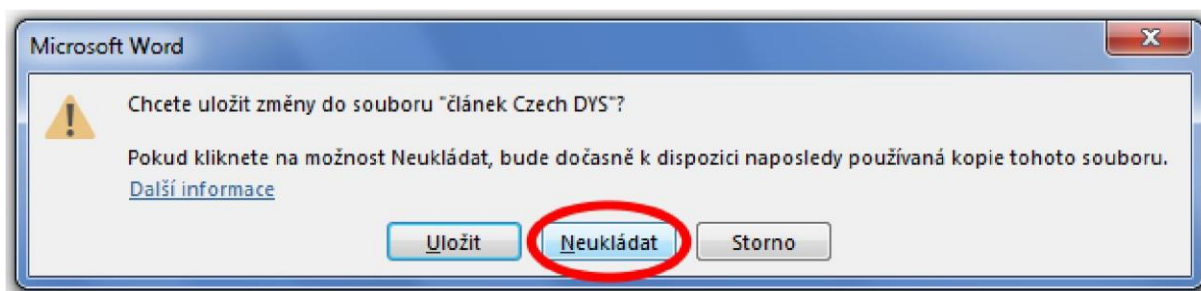 Microsoft Word
Chcete uložit změny do souboru "článek Czech DYS"?
Pokud kliknete na možnost Neukládat, bude dočasně k dispozici naposledy používaná kopie tohoto souboru.
Další informace
Uložit Neukládat Storno